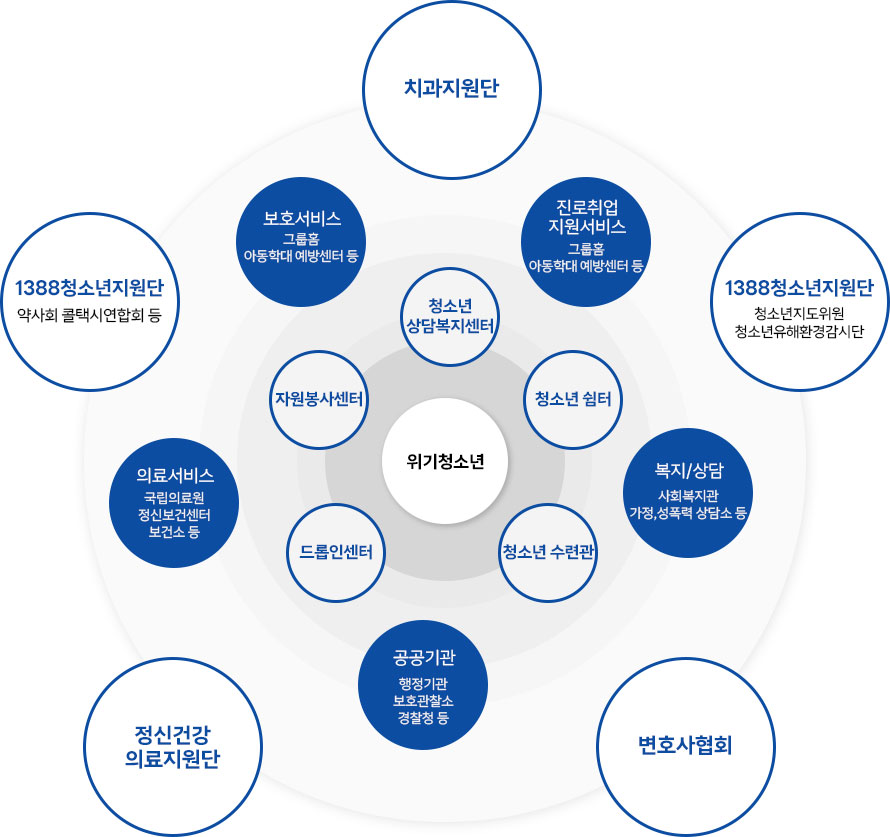 치과지원단
보호서비스
그룹홈
아동학대 예방센터 등
진로취업
지원서비스
그룹홈
아동학대 예방센터 등
1388청소년지원단
약사회 콜택시연합회 등
1388청소년지원단
청소년지도위원
청소년유해환경감시단
청소년
상담복지센터
자원봉사센터
청소년 쉼터
위기청소년
의료서비스
국립의료원
정신보건센터
보건소 등
복지/상담
사회복지관
가정,성폭력 상담소 등
드롭인센터
청소년 수련관
공공기관
행정기관
보호관찰소
경찰청 등
정신건강
의료지원단
변호사협회